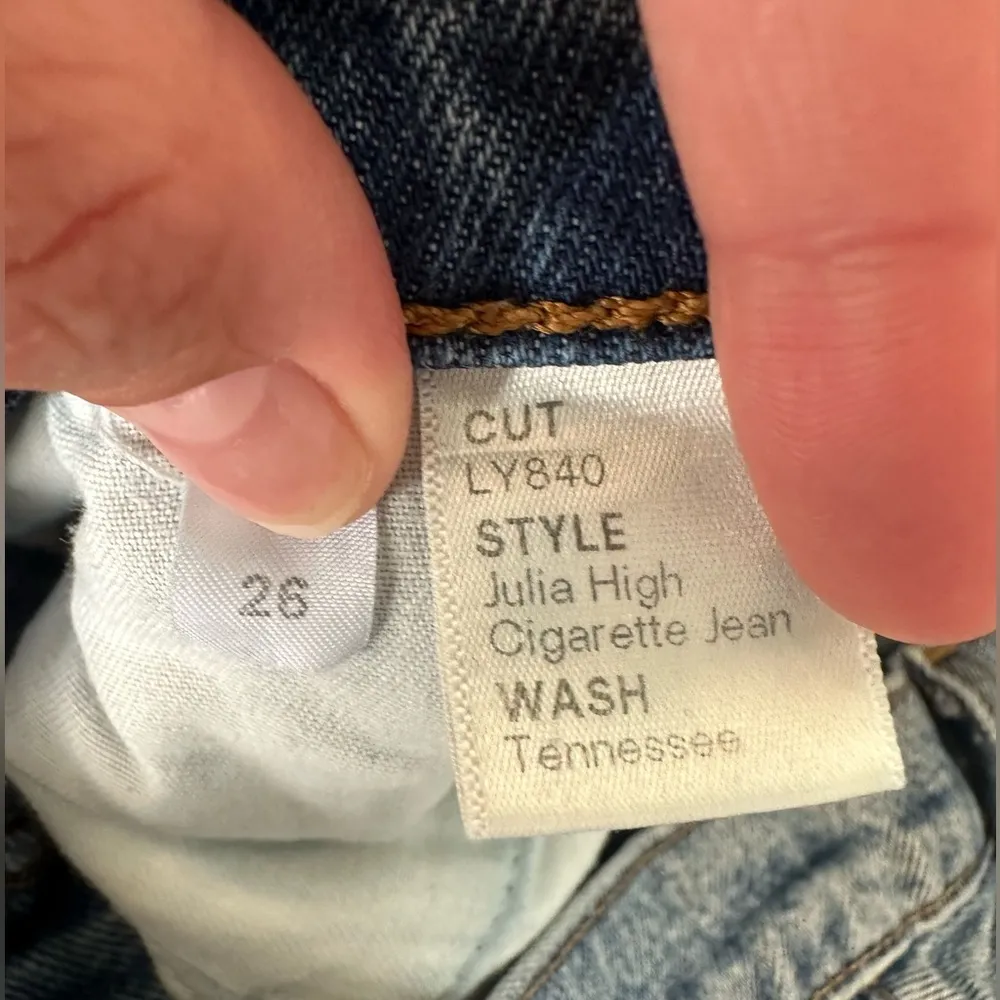 26
CUT
LY840
STYLE
Julia High
Cigarette Jean
WASH
Tennessee